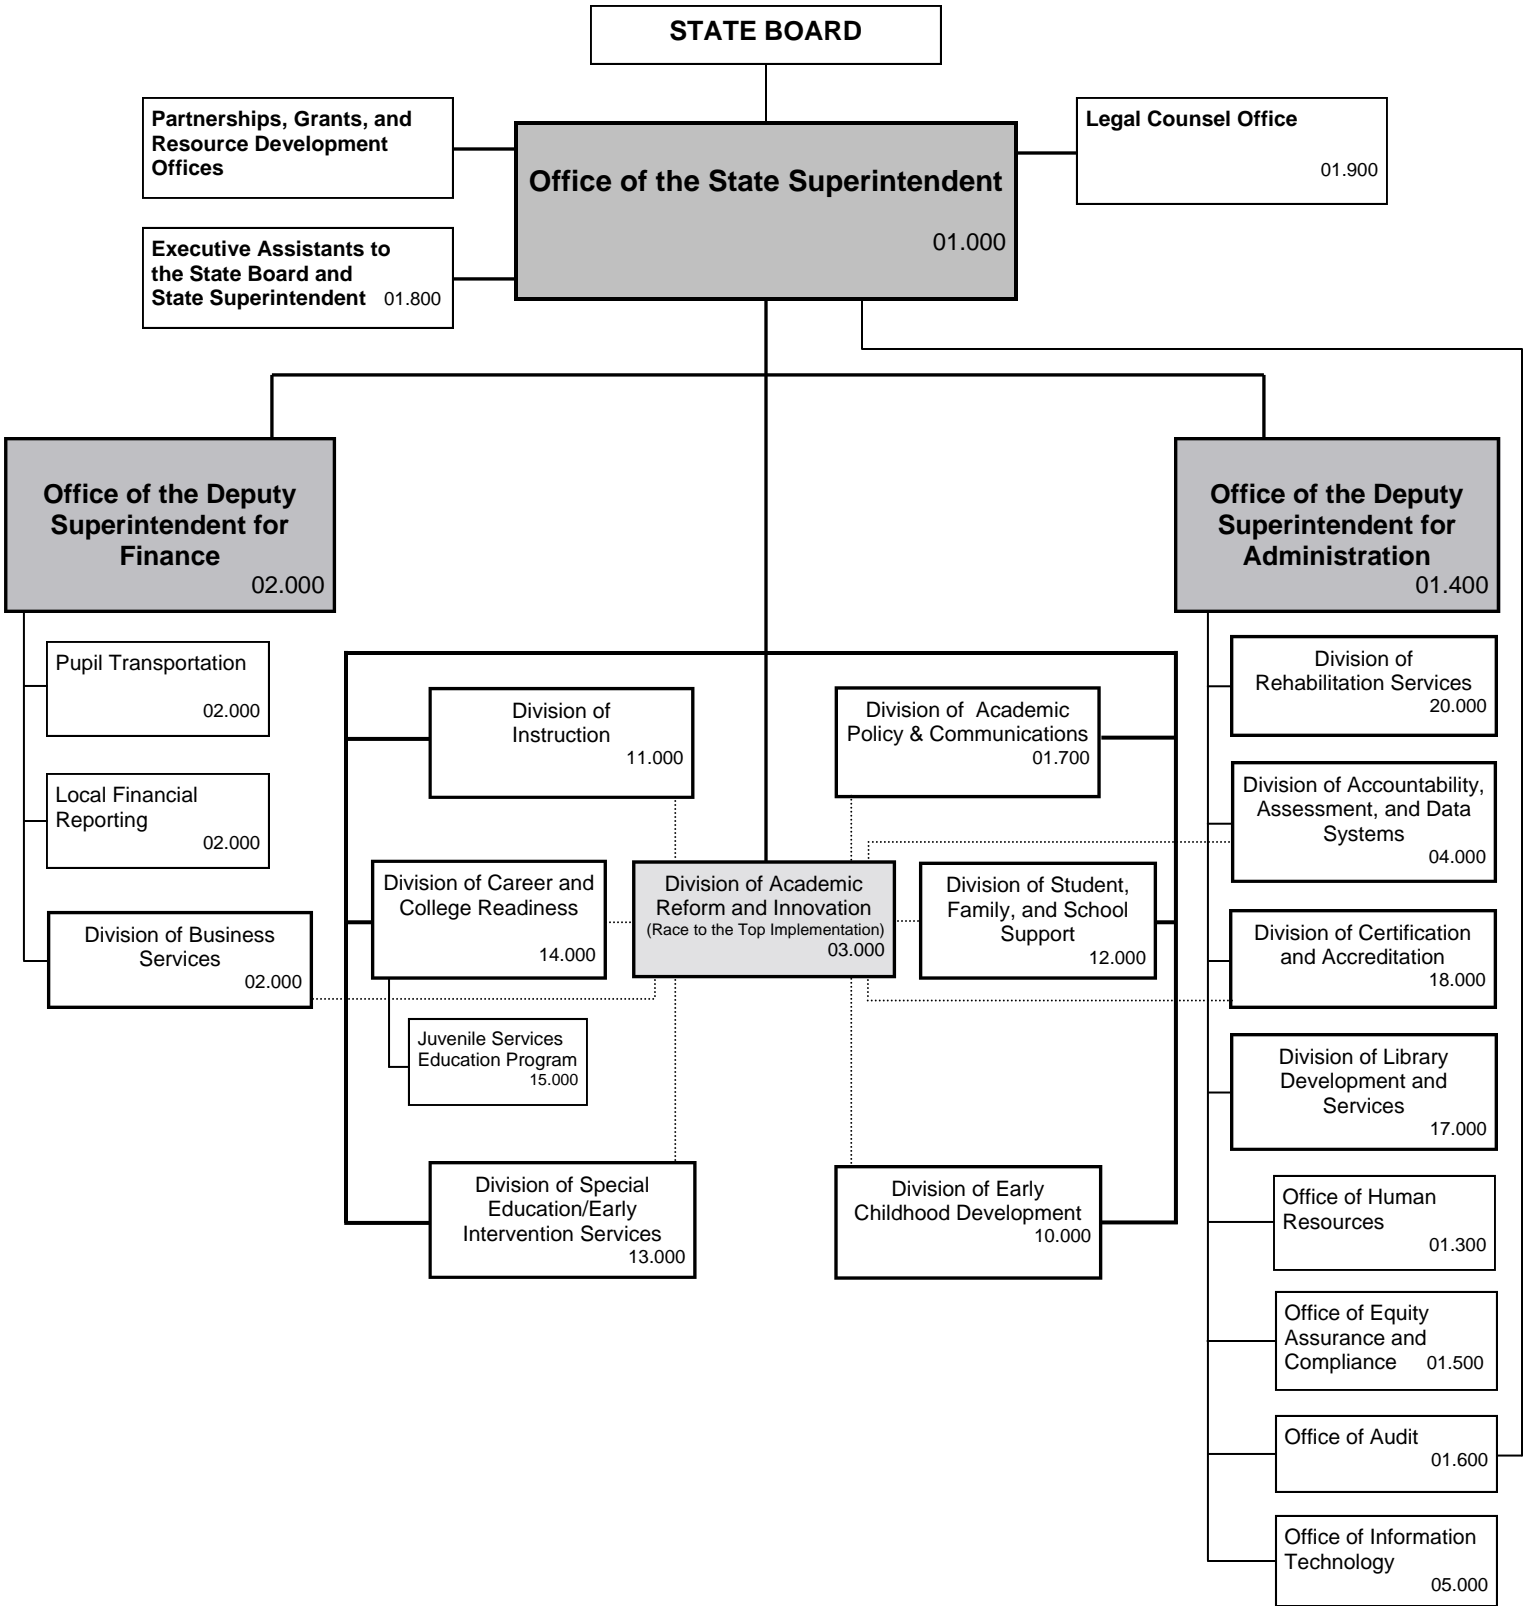 STATE BOARD
Partnerships, Grants, and
Resource Development
Offices
Legal Counsel Office
01.900
Office of the State Superintendent
01.000
Executive Assistants to
the State Board and
State Superintendent 01.800
Office of the Deputy
Superintendent for
Finance
02.000
Office of the Deputy
Superintendent for
Administration
01.400
Pupil Transportation
02.000
Local Financial
Reporting
02.000
Division of Business
Services
02.000
Division of
Instruction
11.000
Division of Academic
Policy & Communications
01.700
Division of Career and
College Readiness
14.000
Division of Academic
Reform and Innovation
(Race to the Top Implementation)
03.000
Division of Student,
Family, and School
Support
12.000
Juvenile Services
Education Program
15.000
Division of Special
Education/Early
Intervention Services
13.000
Division of Early
Childhood Development
10.000
Division of
Rehabilitation Services
20.000
Division of Accountability,
Assessment, and Data
Systems
04.000
Division of Certification
and Accreditation
18.000
Division of Library
Development and
Services
17.000
Office of Human
Resources
01.300
Office of Equity
Assurance and
Compliance 01.500
Office of Audit
01.600
Office of Information
Technology
05.000